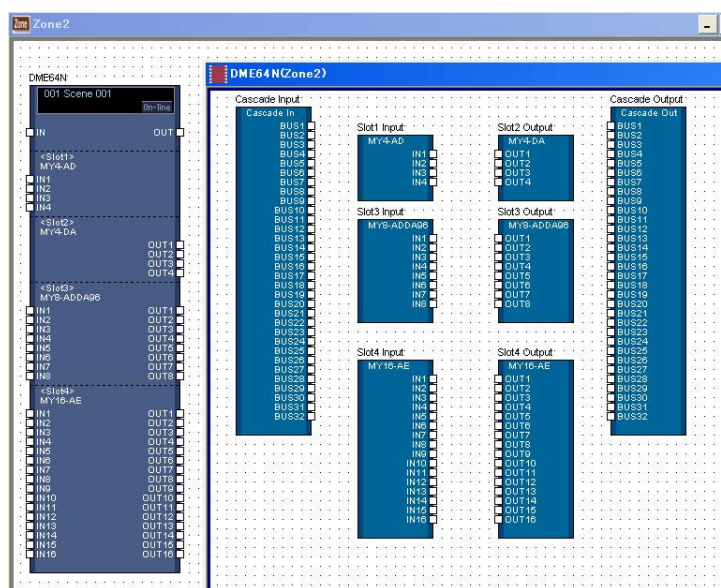 Zone Zone2
DME64N
001 Scene 001
On-line
IN OUT
<Slot1>
MY4-AD
IN1
IN2
IN3
IN4
<Slot2>
MY4-DA
OUT1
OUT2
OUT3
OUT4
<Slot3>
MY8-ADDA96
IN1 OUT1
IN2 OUT2
IN3 OUT3
IN4 OUT4
IN5 OUT5
IN6 OUT6
IN7 OUT7
IN8 OUT8
<Slot4>
MY16-AE
IN1 OUT1
IN2 OUT2
IN3 OUT3
IN4 OUT4
IN5 OUT5
IN6 OUT6
IN7 OUT7
IN8 OUT8
IN9 OUT9
IN10 OUT10
IN11 OUT11
IN12 OUT12
IN13 OUT13
IN14 OUT14
IN15 OUT15
IN16 OUT16
DME64N(Zone2)
Cascade Input
Cascade In
BUS1
BUS2
BUS3
BUS4
BUS5
BUS6
BUS7
BUS8
BUS9
BUS10
BUS11
BUS12
BUS13
BUS14
BUS15
BUS16
BUS17
BUS18
BUS19
BUS20
BUS21
BUS22
BUS23
BUS24
BUS25
BUS26
BUS27
BUS28
BUS29
BUS30
BUS31
BUS32
Slot1 Input
MY4-AD
IN1
IN2
IN3
IN4
Slot3 Input
MY8-ADDA96
IN1
IN2
IN3
IN4
IN5
IN6
IN7
IN8
Slot4 Input
MY16-AE
IN1
IN2
IN3
IN4
IN5
IN6
IN7
IN8
IN9
IN10
IN11
IN12
IN13
IN14
IN15
IN16
Slot2 Output
MY4-DA
OUT1
OUT2
OUT3
OUT4
Slot3 Output
MY8-ADDA96
OUT1
OUT2
OUT3
OUT4
OUT5
OUT6
OUT7
OUT8
Slot4 Output
MY16-AE
OUT1
OUT2
OUT3
OUT4
OUT5
OUT6
OUT7
OUT8
OUT9
OUT10
OUT11
OUT12
OUT13
OUT14
OUT15
OUT16
Cascade Output
Cascade Out
BUS1
BUS2
BUS3
BUS4
BUS5
BUS6
BUS7
BUS8
BUS9
BUS10
BUS11
BUS12
BUS13
BUS14
BUS15
BUS16
BUS17
BUS18
BUS19
BUS20
BUS21
BUS22
BUS23
BUS24
BUS25
BUS26
BUS27
BUS28
BUS29
BUS30
BUS31
BUS32